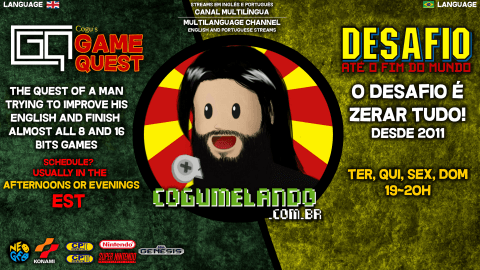 LANGUAGE
STREAMS EM INGLÊS E PORTUGUÊS
CANAL MULTILÍNGUA
MULTILANGUAGE CHANNEL
ENGLISH AND PORTUGUESE STREAMS
LANGUAGE
Cogu's
GAME
QUEST
THE QUEST OF A MAN
TRYING TO IMPROVE HIS
ENGLISH AND FINISH
ALMOST ALL 8 AND 16
BITS GAMES
SCHEDULE?
USUALLY IN THE
AFTERNOONS OR EVENINGS
EST
DESAFIO
ATÉ O FIM DO MUNDO
O DESAFIO É
ZERAR TUDO!
DESDE 2011
TER, QUI, SEX, DOM
19~20H
COGUMELANDO
.COM.BR
NEO
GEO
KONAMI
Nintendo
SUPER NINTENDO
GENESIS